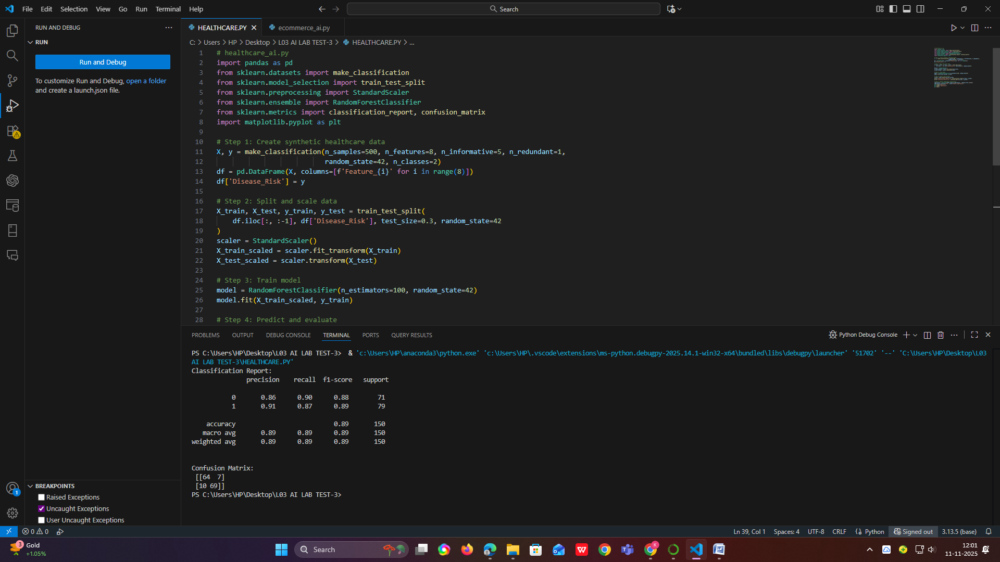 File Edit Selection View Go Run Terminal Help
Search
RUN AND DEBUG
RUN
Run and Debug
To customize Run and Debug, open a folder
and create a launch.json file.
BREAKPOINTS
Raised Exceptions
Uncaught Exceptions
User Uncaught Exceptions
HEALTHCARE.PY
ecommerce_ai.py
C: > Users > HP > Desktop > L03 AI LAB TEST-3 > HEALTHCARE.PY > ...
1 # healthcare_ai.py
2 import pandas as pd
3 from sklearn.datasets import make_classification
4 from sklearn.model_selection import train_test_split
5 from sklearn.preprocessing import StandardScaler
6 from sklearn.ensemble import RandomForestClassifier
7 from sklearn.metrics import classification_report, confusion_matrix
8 import matplotlib.pyplot as plt
9
10 # Step 1: Create synthetic healthcare data
11 X, y = make_classification(n_samples=500, n_features=8, n_informative=5, n_redundant=1,
12                            random_state=42, n_classes=2)
13 df = pd.DataFrame(X, columns=[f'Feature_{i}' for i in range(8)])
14 df['Disease_Risk'] = y
15
16 # Step 2: Split and scale data
17 X_train, X_test, y_train, y_test = train_test_split(
18     df.iloc[:, :-1], df['Disease_Risk'], test_size=0.3, random_state=42
19 )
20 scaler = StandardScaler()
21 X_train_scaled = scaler.fit_transform(X_train)
22 X_test_scaled = scaler.transform(X_test)
23
24 # Step 3: Train model
25 model = RandomForestClassifier(n_estimators=100, random_state=42)
26 model.fit(X_train_scaled, y_train)
27
28 # Step 4: Predict and evaluate
PROBLEMS OUTPUT DEBUG CONSOLE TERMINAL PORTS QUERY RESULTS
Python Debug Console
PS C:\Users\HP\Desktop\L03 AI LAB TEST-3>  & 'c:\Users\HP\anaconda3\python.exe' 'c:\Users\HP\.vscode\extensions\ms-python.debugpy-2025.14.1-win32-x64\bundled\libs\debugpy\launcher' '51702' '--' 'C:\Users\HP\Desktop\L03
AI LAB TEST-3\HEALTHCARE.PY'
Classification Report:
precision recall f1-score support
0 0.86 0.90 0.88 71
1 0.91 0.87 0.89 79
accuracy 0.89 150
macro avg 0.89 0.89 0.89 150
weighted avg 0.89 0.89 0.89 150
Confusion Matrix:
[[64  7]
[10 69]]
PS C:\Users\HP\Desktop\L03 AI LAB TEST-3>
1
0 0
Ln 39, Col 1 Spaces: 4 UTF-8 CRLF Python Signed out 3.13.5 (base)
3
Gold
+1.05%
Search
K
12:01
11-11-2025